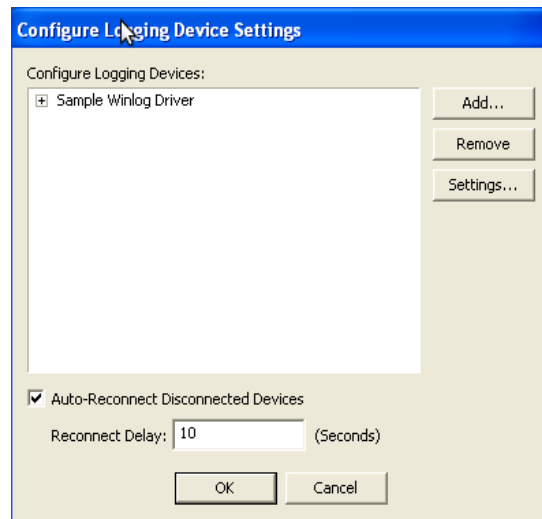 Configure Logging Device Settings
Configure Logging Devices:
Sample Winlog Driver
Add...
Remove
Settings...
Auto-Reconnect Disconnected Devices
Reconnect Delay: 10 (Seconds)
OK Cancel